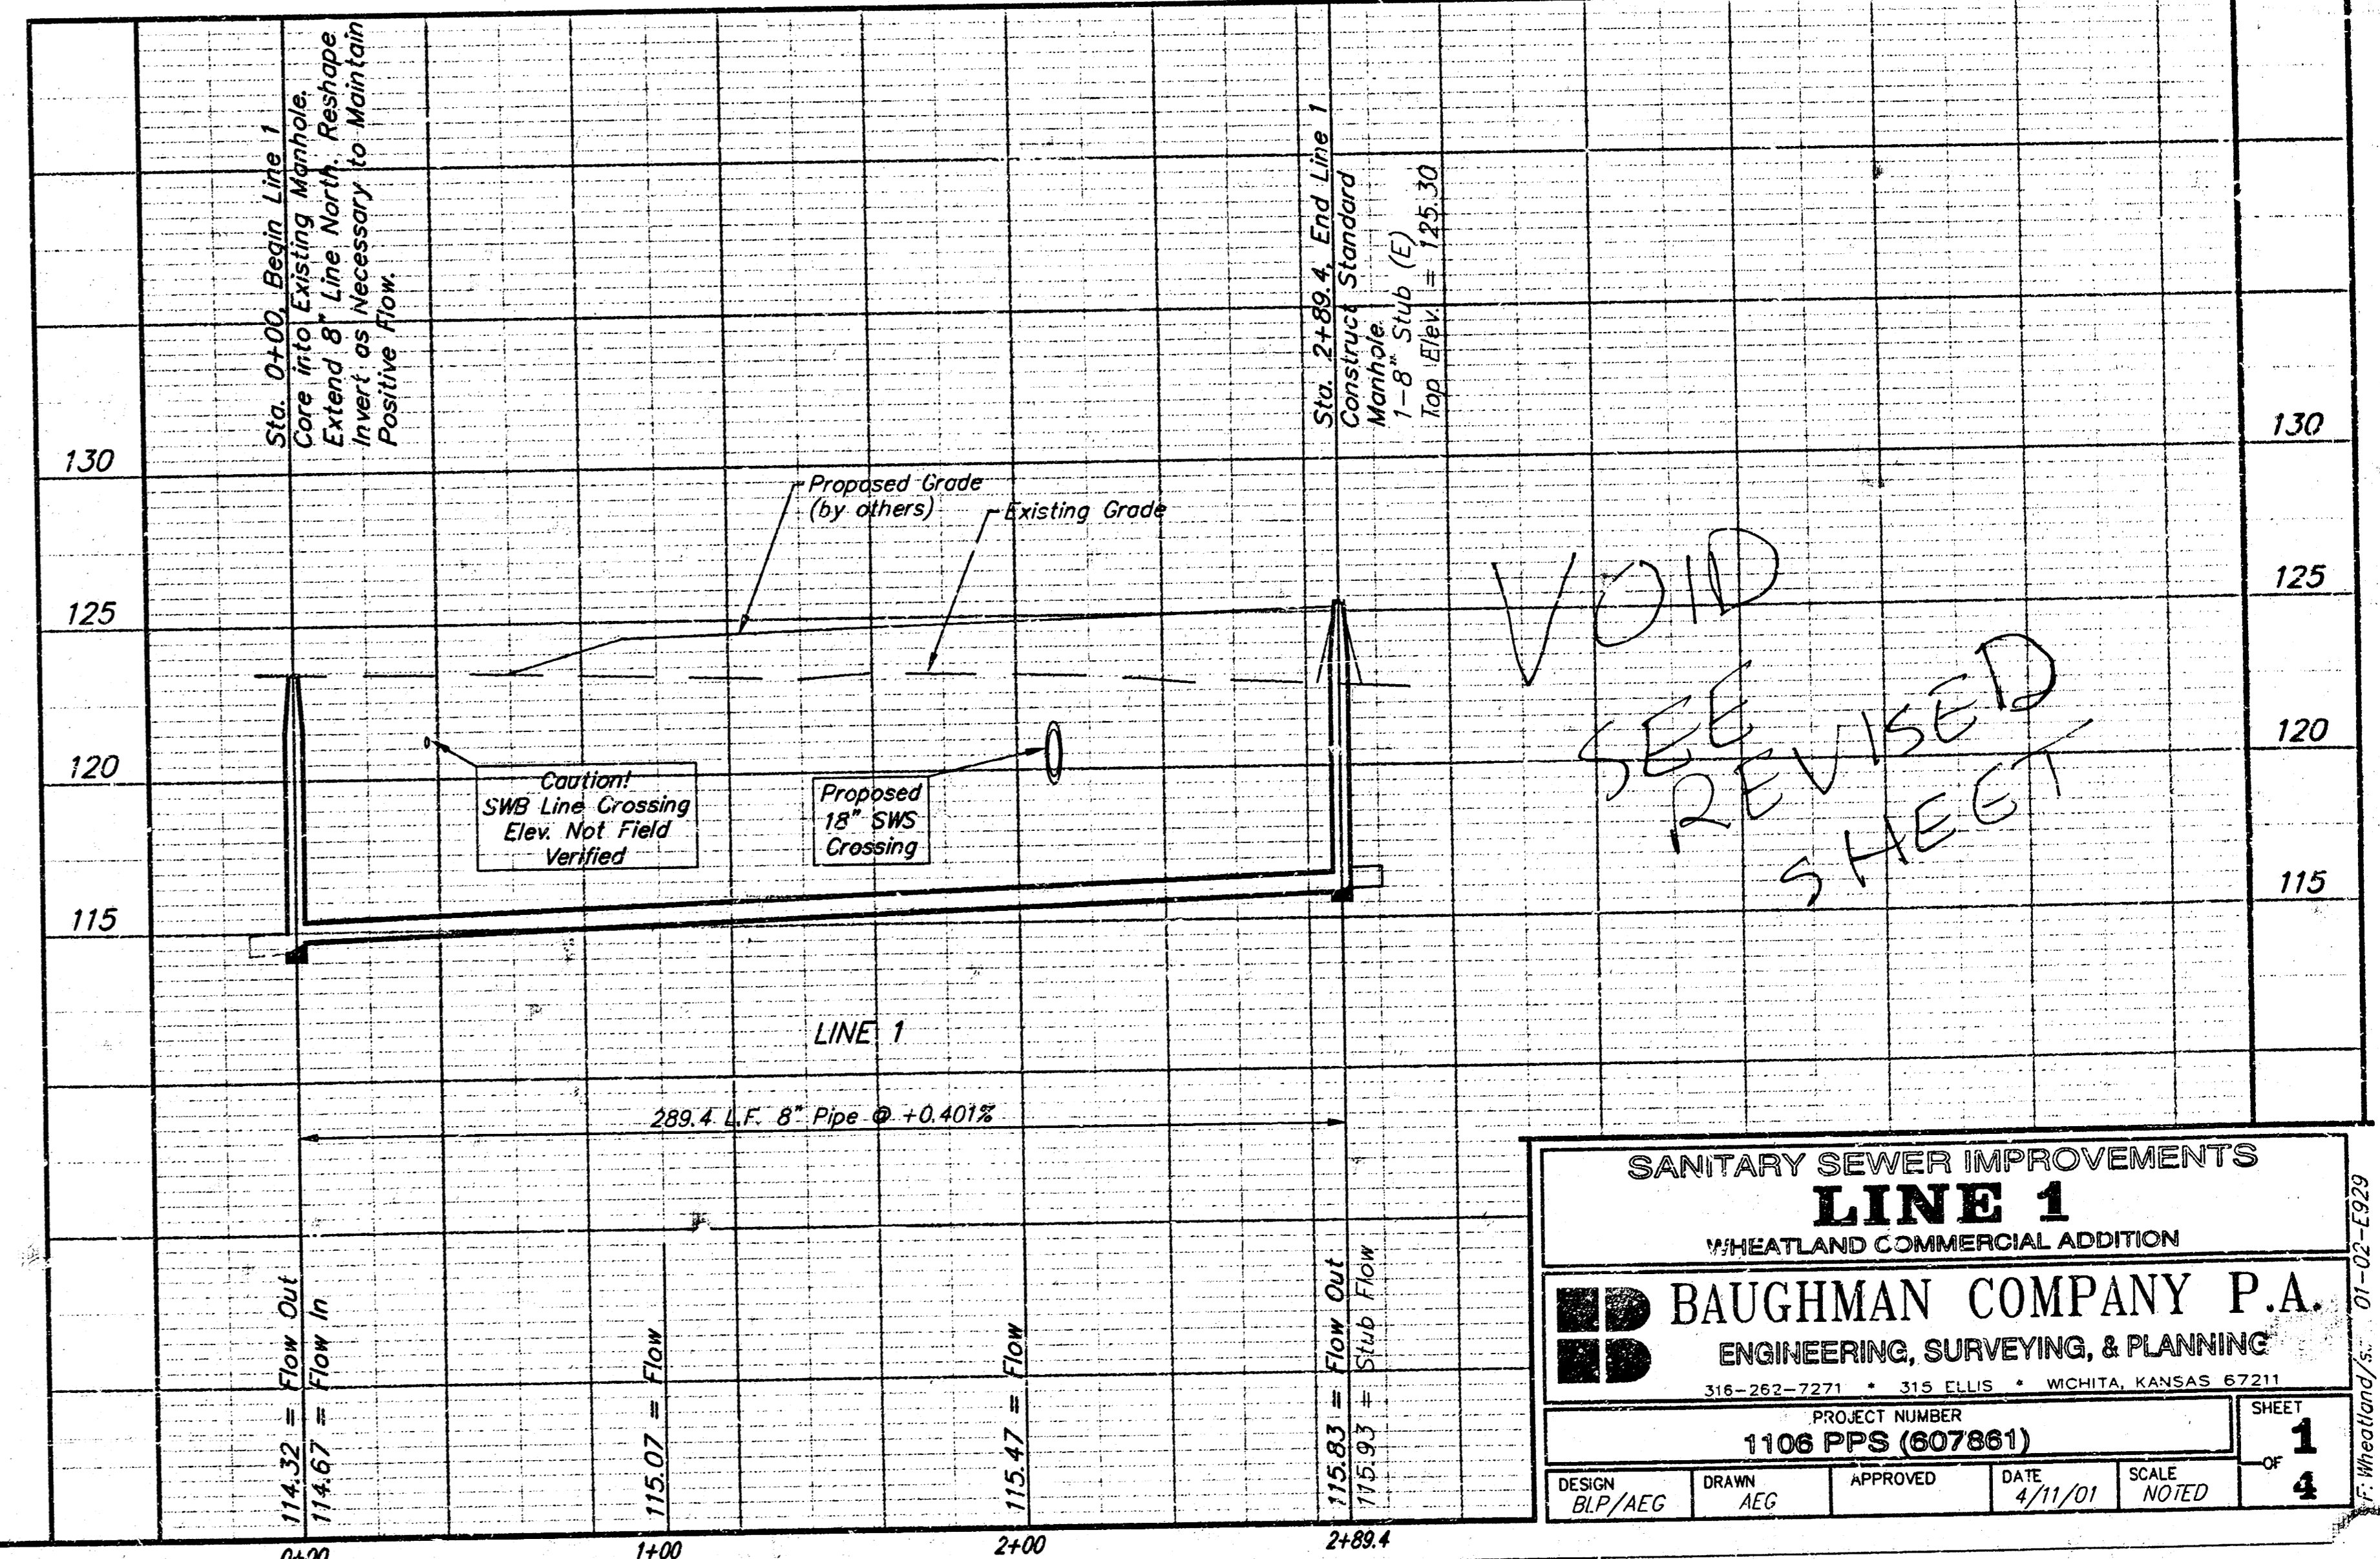 Sta. 0+00, Begin Line 1
Core into Existing Manhole.
Extend 8" Line North. Reshape
Invert as Necessary to Maintain
Positive Flow.
Sta. 2+89.4, End Line 1
Construct Standard
Manhole.
1-8" Stub (E)
Top Elev. = 125.30
130
125
120
115
130
125
120
115
Proposed Grade
(by others)
Existing Grade
VOID
SEE
REVISED
SHEET
Caution!
SWB Line Crossing
Elev. Not Field
Verified
Proposed
18" SWS
Crossing
LINE 1
289.4 L.F. 8" Pipe @ +0.401%
114.32 = Flow Out
114.67 = Flow In
115.07 = Flow
115.47 = Flow
115.83 = Flow Out
115.93 = Stub Flow
0+00
1+00
2+00
2+89.4
SANITARY SEWER IMPROVEMENTS
LINE 1
WHEATLAND COMMERCIAL ADDITION
BAUGHMAN COMPANY P.A.
ENGINEERING, SURVEYING, & PLANNING
316-262-7271 * 315 ELLIS * WICHITA, KANSAS 67211
PROJECT NUMBER
1106 PPS (607861)
SHEET
1
OF
4
DESIGN
BLP/AEG
DRAWN
AEG
APPROVED
DATE
4/11/01
SCALE
NOTED
F: Wheatland/s. 01-02-E929